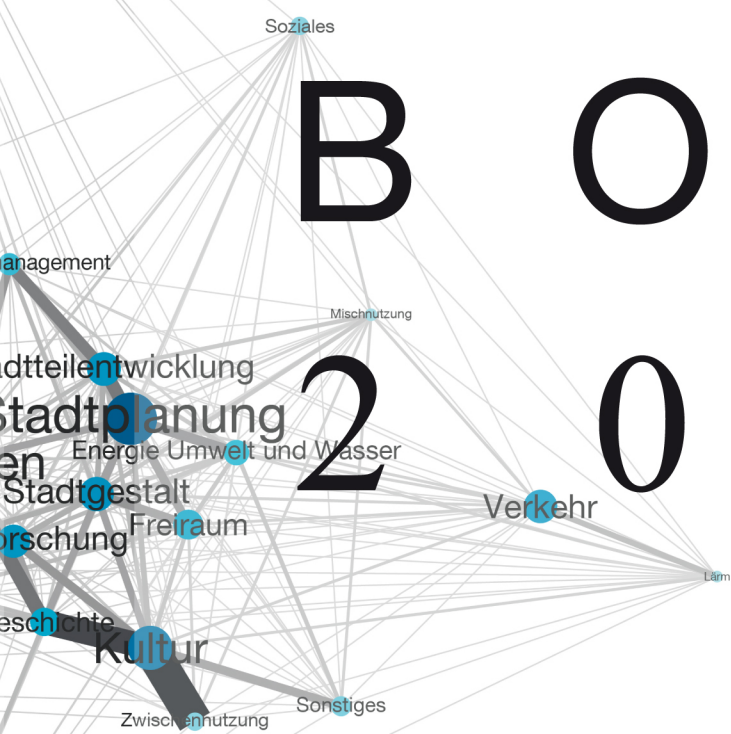 Soziales
B O
anagement
Mischnutzung
adtteilentwicklung
Stadtplanung
2 0
Energie Umwelt und Wasser
en
Stadtgestalt
Verkehr
Freiraum
orschung
Lärm
eschichte
Kultur
Sonstiges
Zwischennutzung